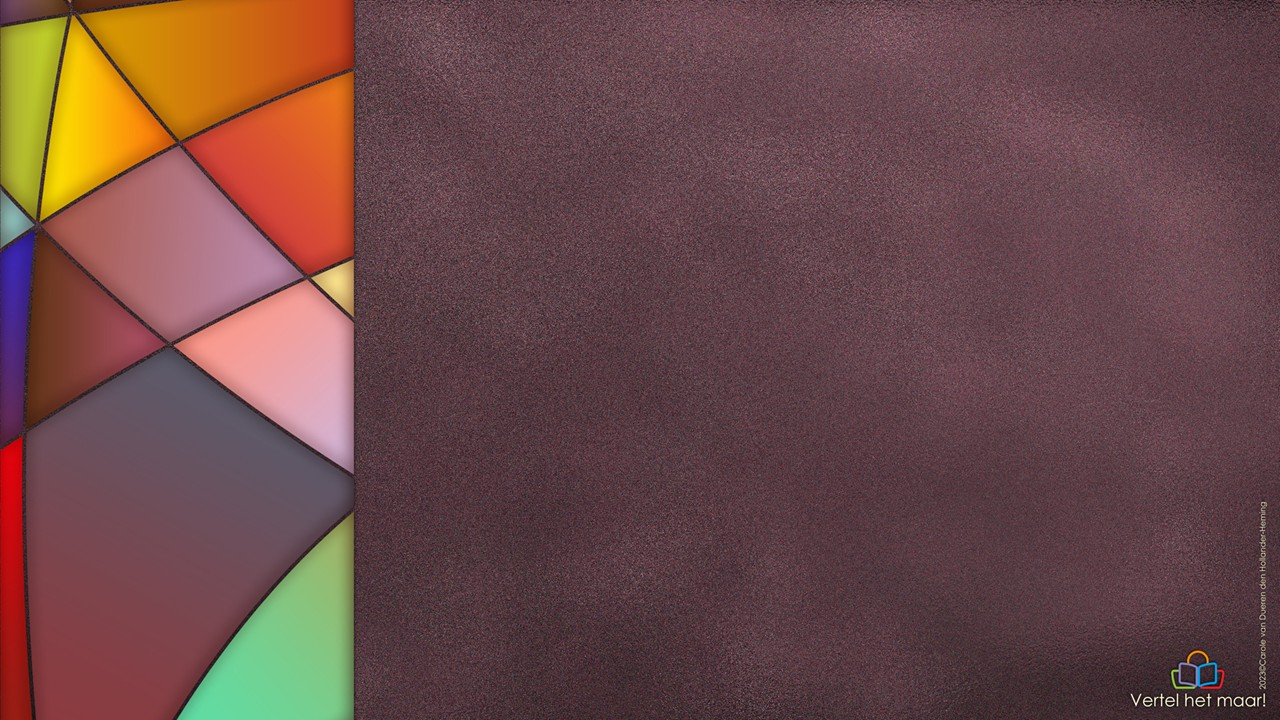 2023©Carole van Dueren den Hollander-Heming
Vertel het maar!